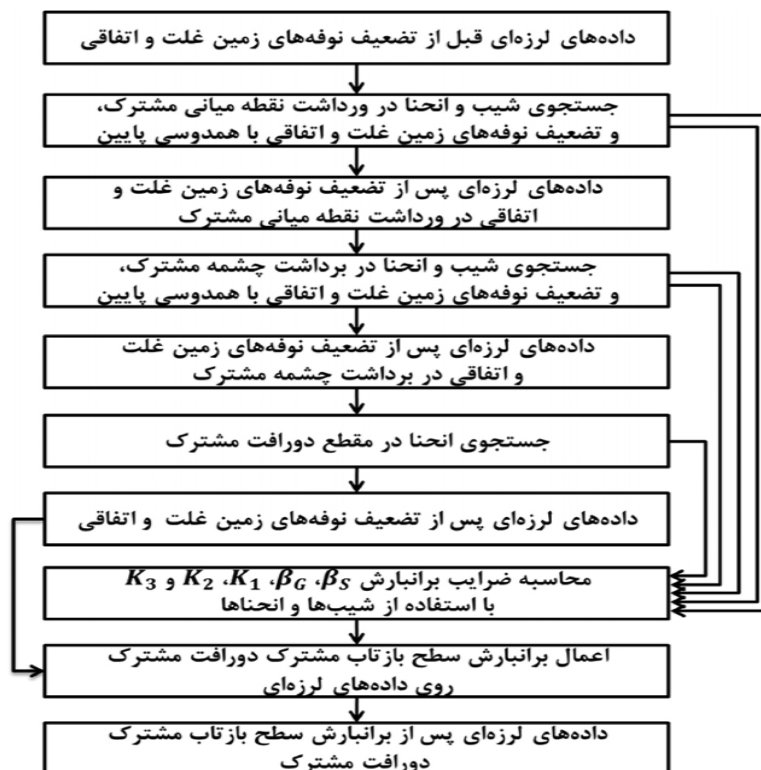 داده‌های لرزه‌ای قبل از تضعیف نوفه‌های زمین غلت و اتفاقی
جستجوی شیب و انحنا در ورداشت نقطه میانی مشترک،
و تضعیف نوفه‌های زمین غلت و اتفاقی با همدوسی پایین
داده‌های لرزه‌ای پس از تضعیف نوفه‌های زمین غلت و
اتفاقی در ورداشت نقطه میانی مشترک
جستجوی شیب و انحنا در برداشت چشمه مشترک،
و تضعیف نوفه‌های زمین غلت و اتفاقی با همدوسی پایین
داده‌های لرزه‌ای پس از تضعیف نوفه‌های زمین غلت
و اتفاقی در برداشت چشمه مشترک
جستجوی انحنا در مقطع دورافت مشترک
داده‌های لرزه‌ای پس از تضعیف نوفه‌های زمین غلت و اتفاقی
محاسبه ضرایب برانبارش β_S، β_G، K_1، K_2 و K_3
با استفاده از شیب‌ها و انحناها
اعمال برانبارش سطح بازتاب مشترک دورافت مشترک
روی داده‌های لرزه‌ای
داده‌های لرزه‌ای پس از برانبارش سطح بازتاب مشترک
دورافت مشترک